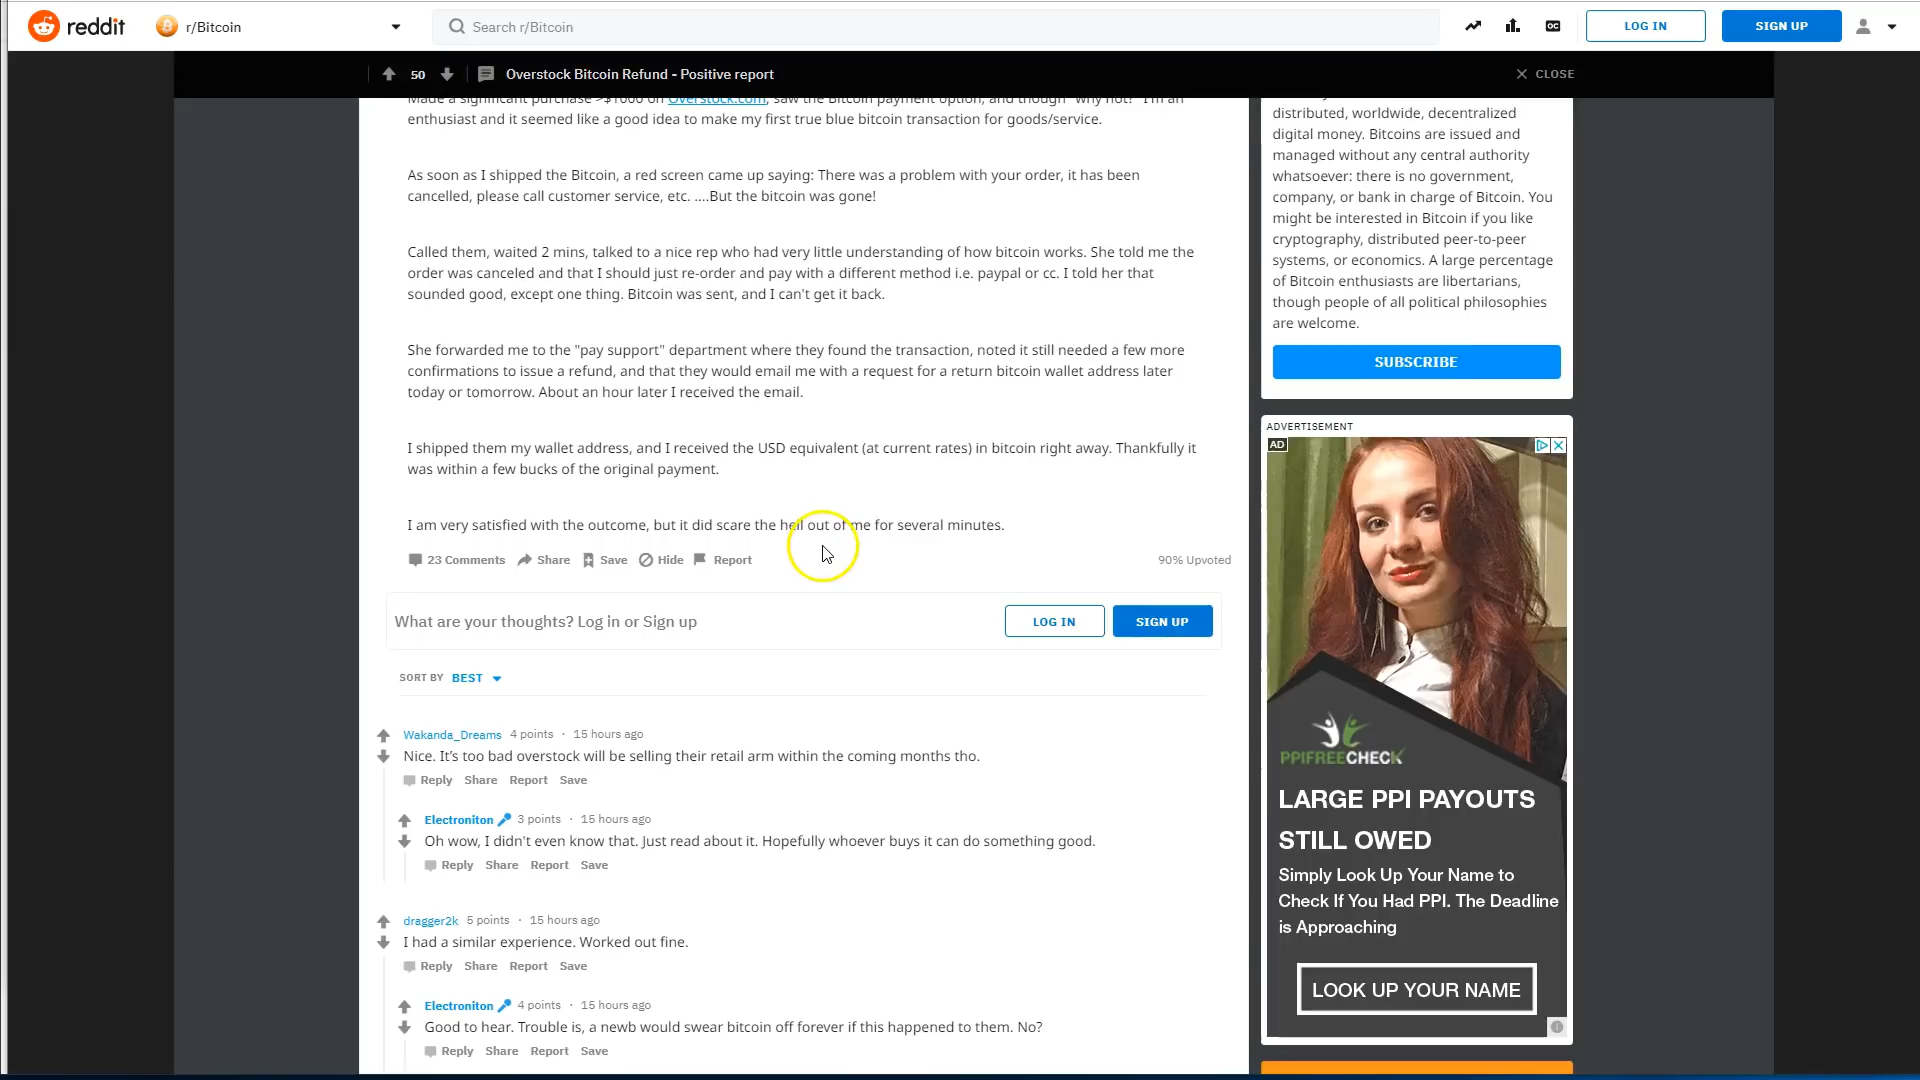 reddit
r/Bitcoin
Search r/Bitcoin
LOG IN
SIGN UP
50
Overstock Bitcoin Refund - Positive report
CLOSE
Made a significant purchase >$1000 on Overstock.com, saw the Bitcoin payment option, and though "why not?" I'm an
enthusiast and it seemed like a good idea to make my first true blue bitcoin transaction for goods/service.
As soon as I shipped the Bitcoin, a red screen came up saying: There was a problem with your order, it has been
cancelled, please call customer service, etc. ....But the bitcoin was gone!
Called them, waited 2 mins, talked to a nice rep who had very little understanding of how bitcoin works. She told me the
order was canceled and that I should just re-order and pay with a different method i.e. paypal or cc. I told her that
sounded good, except one thing. Bitcoin was sent, and I can't get it back.
She forwarded me to the "pay support" department where they found the transaction, noted it still needed a few more
confirmations to issue a refund, and that they would email me with a request for a return bitcoin wallet address later
today or tomorrow. About an hour later I received the email.
I shipped them my wallet address, and I received the USD equivalent (at current rates) in bitcoin right away. Thankfully it
was within a few bucks of the original payment.
I am very satisfied with the outcome, but it did scare the hell out of me for several minutes.
23 Comments Share Save Hide Report
90% Upvoted
What are your thoughts? Log in or Sign up
LOG IN
SIGN UP
SORT BY BEST
Wakanda_Dreams 4 points · 15 hours ago
Nice. It's too bad overstock will be selling their retail arm within the coming months tho.
Reply Share Report Save
Electroniton 3 points · 15 hours ago
Oh wow, I didn't even know that. Just read about it. Hopefully whoever buys it can do something good.
Reply Share Report Save
dragger2k 5 points · 15 hours ago
I had a similar experience. Worked out fine.
Reply Share Report Save
Electroniton 4 points · 15 hours ago
Good to hear. Trouble is, a newb would swear bitcoin off forever if this happened to them. No?
Reply Share Report Save
distributed, worldwide, decentralized
digital money. Bitcoins are issued and
managed without any central authority
whatsoever: there is no government,
company, or bank in charge of Bitcoin. You
might be interested in Bitcoin if you like
cryptography, distributed peer-to-peer
systems, or economics. A large percentage
of Bitcoin enthusiasts are libertarians,
though people of all political philosophies
are welcome.
SUBSCRIBE
ADVERTISEMENT
AD
PPIFREECHECK
LARGE PPI PAYOUTS
STILL OWED
Simply Look Up Your Name to
Check If You Had PPI. The Deadline
is Approaching
LOOK UP YOUR NAME